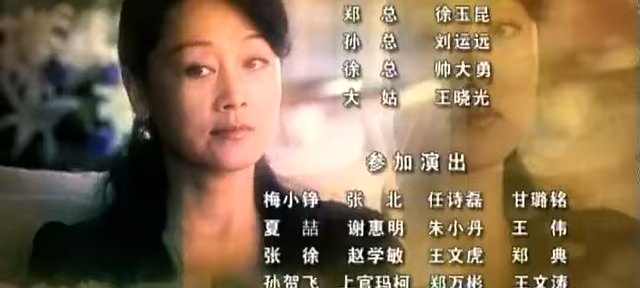 郑总 徐玉昆
孙总 刘运远
徐总 帅大勇
大姑 王晓光
参加演出
梅小铮 张北 任诗磊 甘璐铭
夏喆 谢惠明 朱小丹 王伟
张徐 赵学敏 王文虎 郑典
孙贺飞 上官玛柯 郑万彬 王文涛